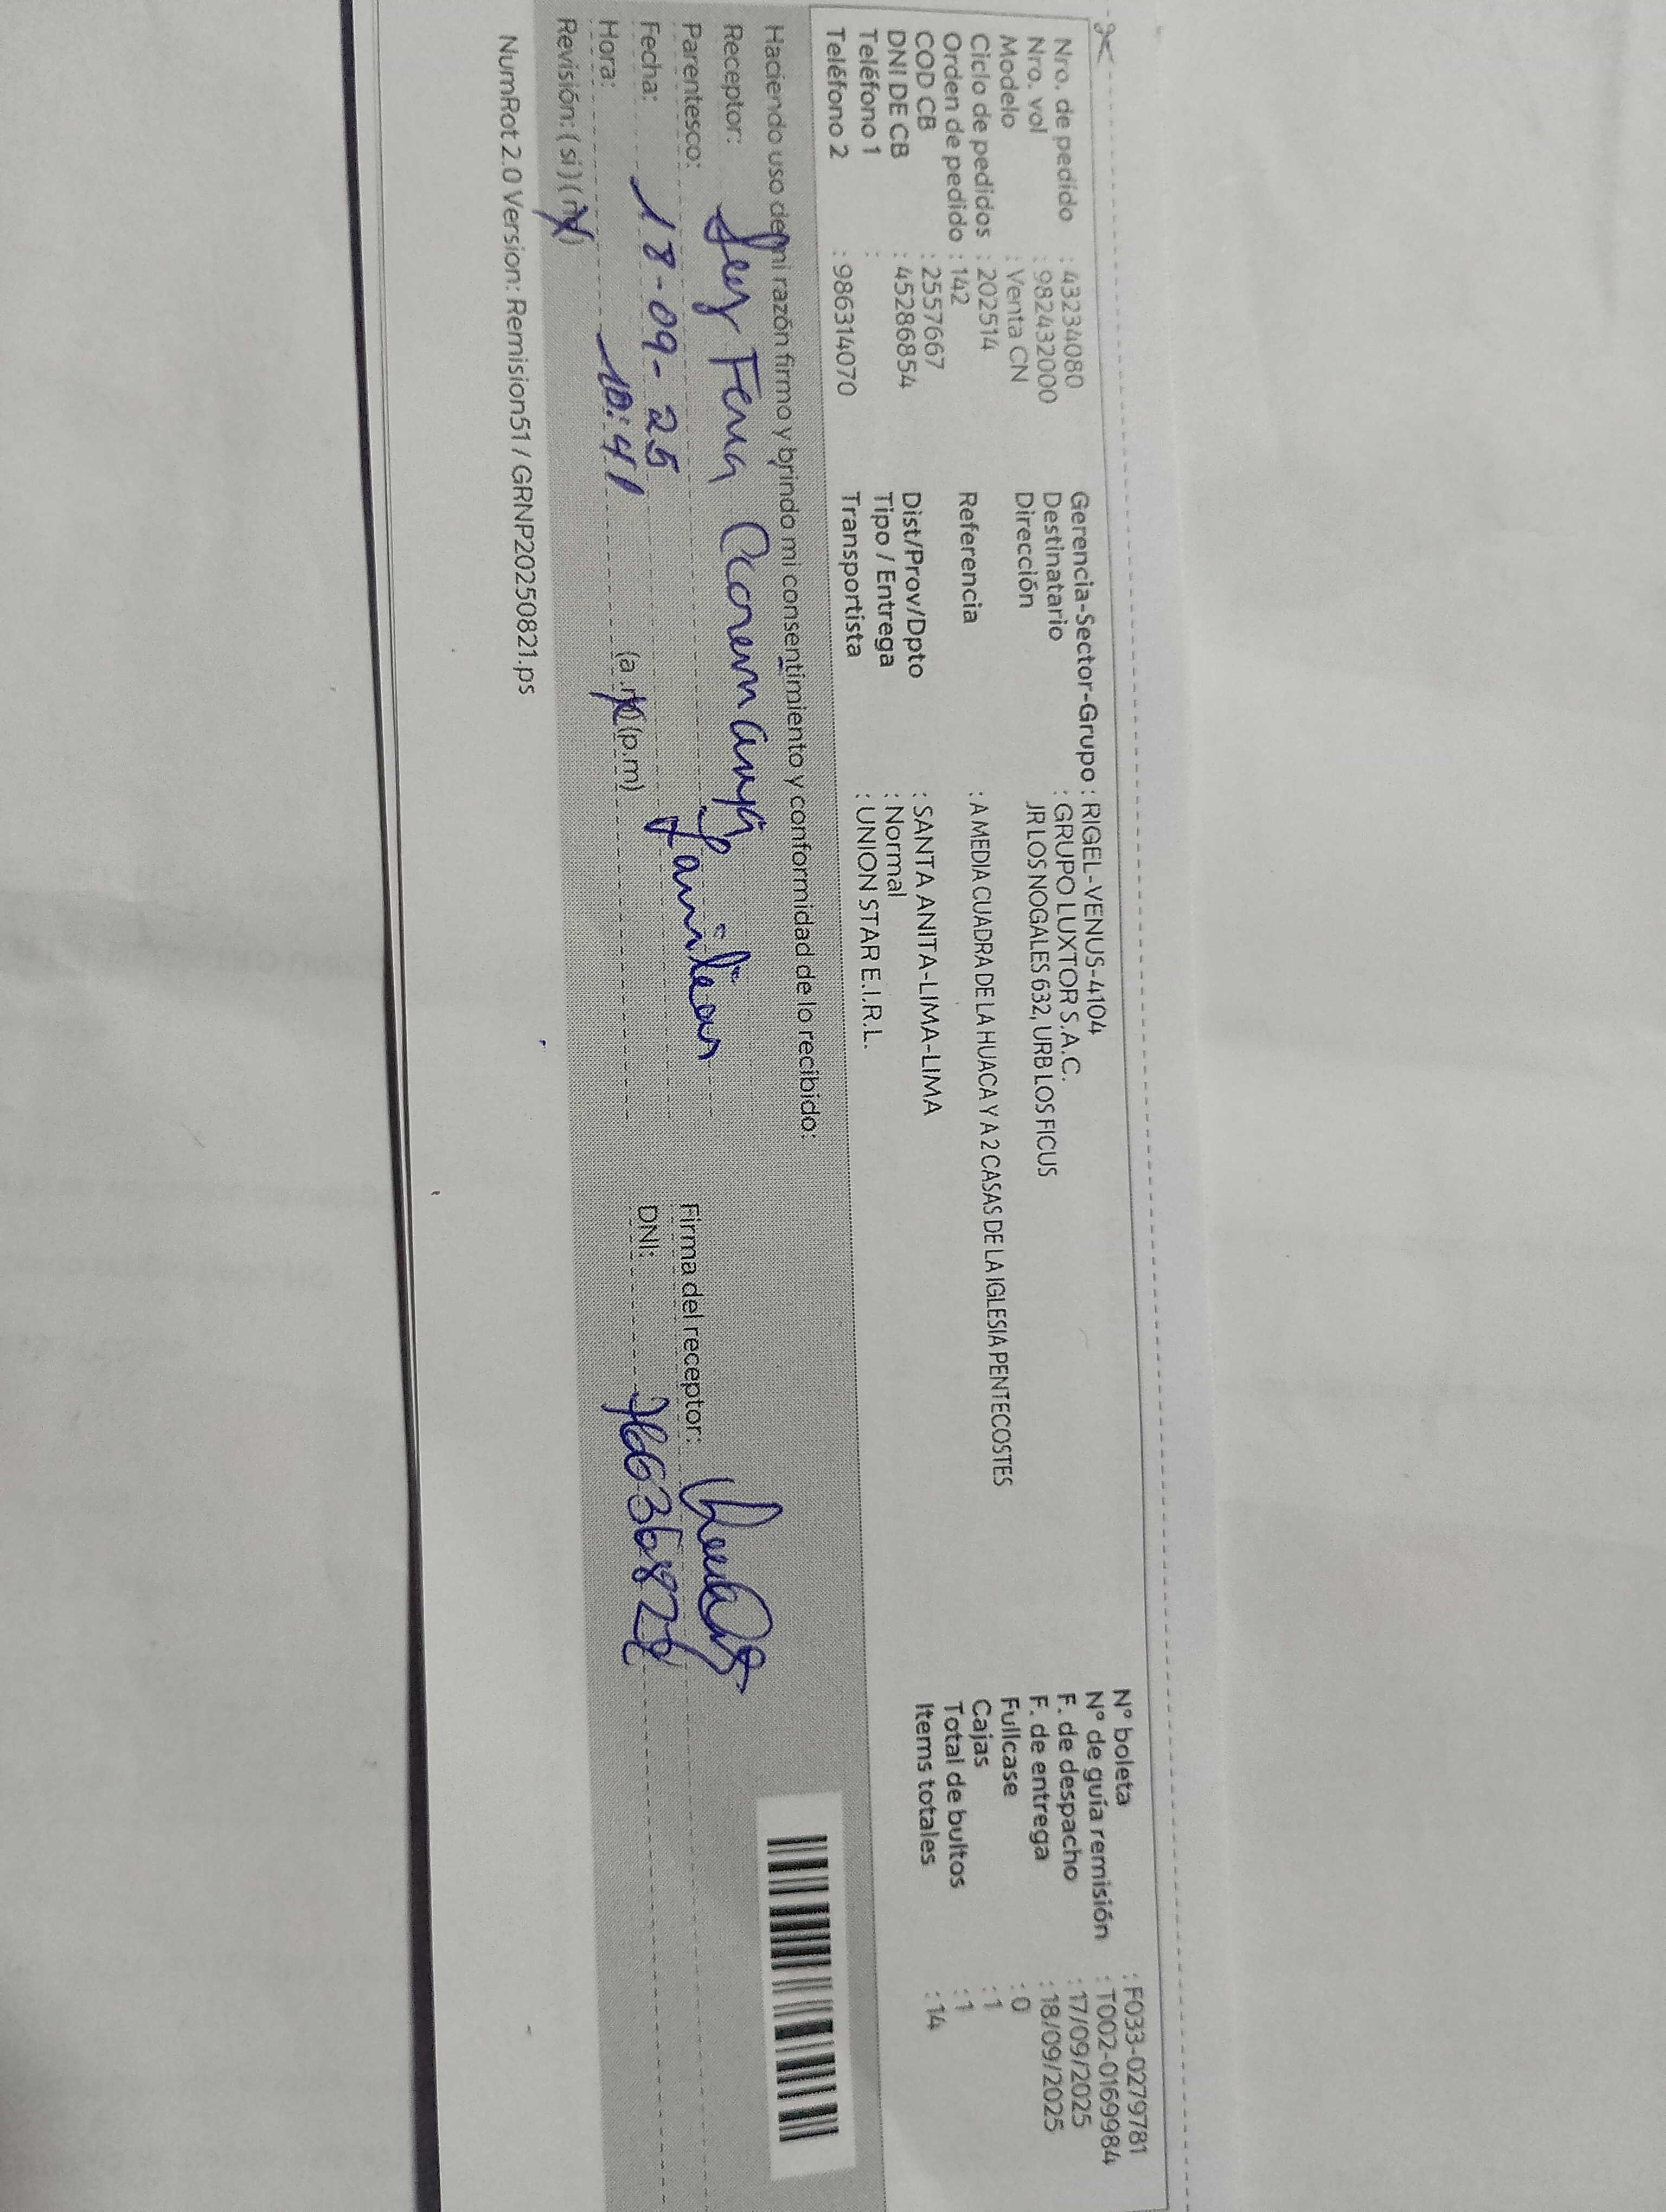 Nro. de pedido : 43234080
Nro. vol : 982432000
Modelo : Venta CN
Ciclo de pedidos : 202514
Orden de pedido : 142
COD CB : 2557667
DNI DE CB : 45286854
Teléfono 1 :
Teléfono 2 : 986314070
Gerencia-Sector-Grupo : RIGEL-VENUS-4104
Destinatario : GRUPO LUXTOR S.A.C.
Dirección JR LOS NOGALES 632, URB LOS FICUS
Referencia : A MEDIA CUADRA DE LA HUACA Y A 2 CASAS DE LA IGLESIA PENTECOSTES
Dist/Prov/Dpto : SANTA ANITA-LIMA-LIMA
Tipo / Entrega : Normal
Transportista : UNION STAR E.I.R.L.
N° boleta : F033-0279781
N° de guía remisión : T002-0169984
F. de despacho : 17/09/2025
F. de entrega : 18/09/2025
Fullcase : 0
Cajas : 1
Total de bultos : 1
Items totales : 14
Haciendo uso de mi razón firmo y brindo mi consentimiento y conformidad de lo recibido:
Receptor:
Parentesco: Familiar
Fecha: 18-09-25
Hora: 10:41 (a.m) (p.m)
Revisión: (si) (no)
Firma del receptor:
DNI:
NumRot 2.0 Version: Remision51 / GRNP20250821.ps